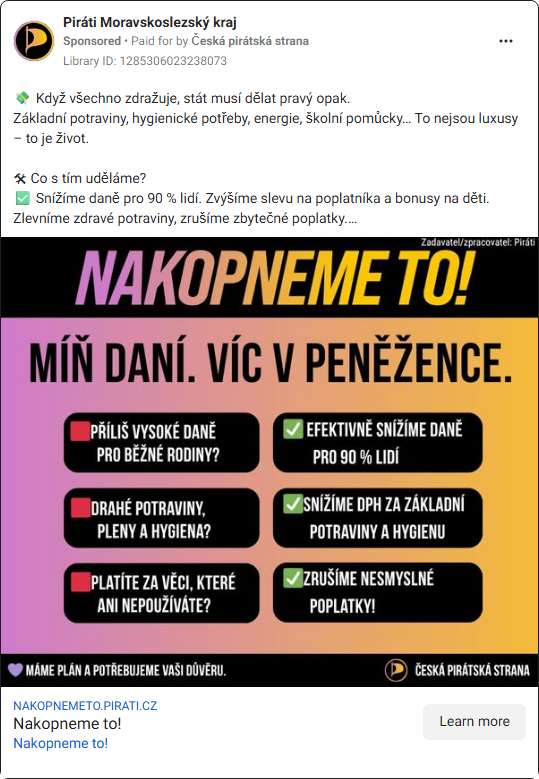 Piráti Moravskoslezský kraj
Sponsored • Paid for by Česká pirátská strana
Library ID: 1285306023238073
💸 Když všechno zdražuje, stát musí dělat pravý opak.
Základní potraviny, hygienické potřeby, energie, školní pomůcky… To nejsou luxusy
– to je život.
🛠 Co s tím uděláme?
✅ Snížíme daně pro 90 % lidí. Zvýšíme slevu na poplatníka a bonusy na děti.
Zlevníme zdravé potraviny, zrušíme zbytečné poplatky....
Zadavatel/zpracovatel: Piráti
NAKOPNEME TO!
MÍŇ DANÍ. VÍC V PENĚŽENCE.
🟥PŘÍLIŠ VYSOKÉ DANĚ
PRO BĚŽNÉ RODINY?
✅ EFEKTIVNĚ SNÍŽÍME DANĚ
PRO 90 % LIDÍ
🟥DRAHÉ POTRAVINY,
PLENY A HYGIENA?
✅SNÍŽÍME DPH ZA ZÁKLADNÍ
POTRAVINY A HYGIENU
🟥PLATÍTE ZA VĚCI, KTERÉ
ANI NEPOUŽÍVÁTE?
✅ZRUŠÍME NESMYSLNÉ
POPLATKY!
💜 MÁME PLÁN A POTŘEBUJEME VAŠI DŮVĚRU.
ČESKÁ PIRÁTSKÁ STRANA
NAKOPNEMETO.PIRATI.CZ
Nakopneme to!
Nakopneme to!
Learn more